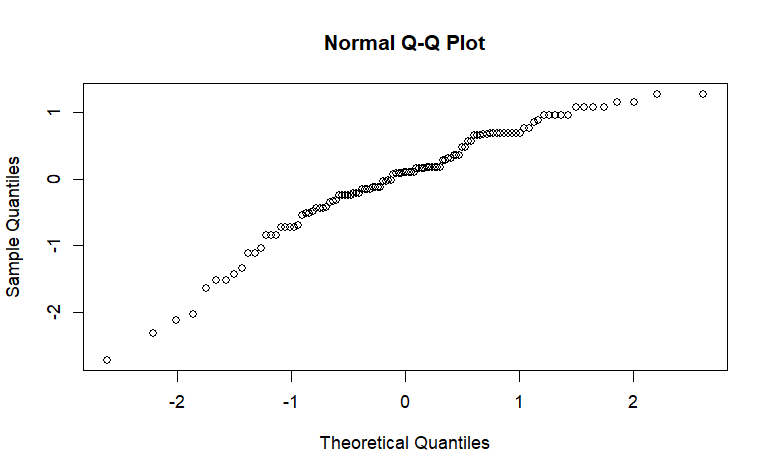 Normal Q-Q Plot
1
0
-1
-2
Sample Quantiles
-2 -1 0 1 2
Theoretical Quantiles